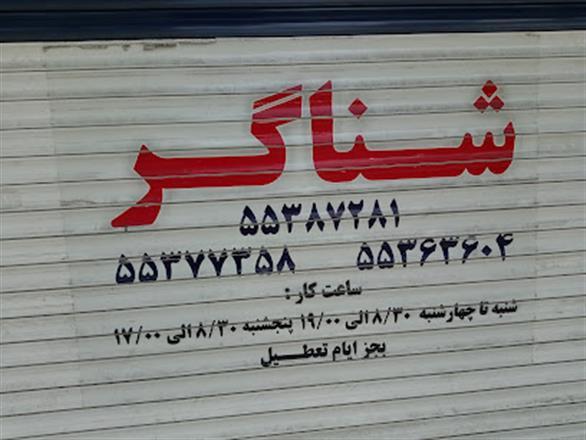 شناگر
۵۵۳۸۷۲۸۱
۵۵۳۶۳۶۰۴ ۵۵۳۷۷۳۵۸
ساعت کار :
شنبه تا چهارشنبه ۸/۳۰ الی ۱۹/۰۰ پنجشنبه ۸/۳۰ الی ۱۷/۰۰
بجز ایام تعطیل